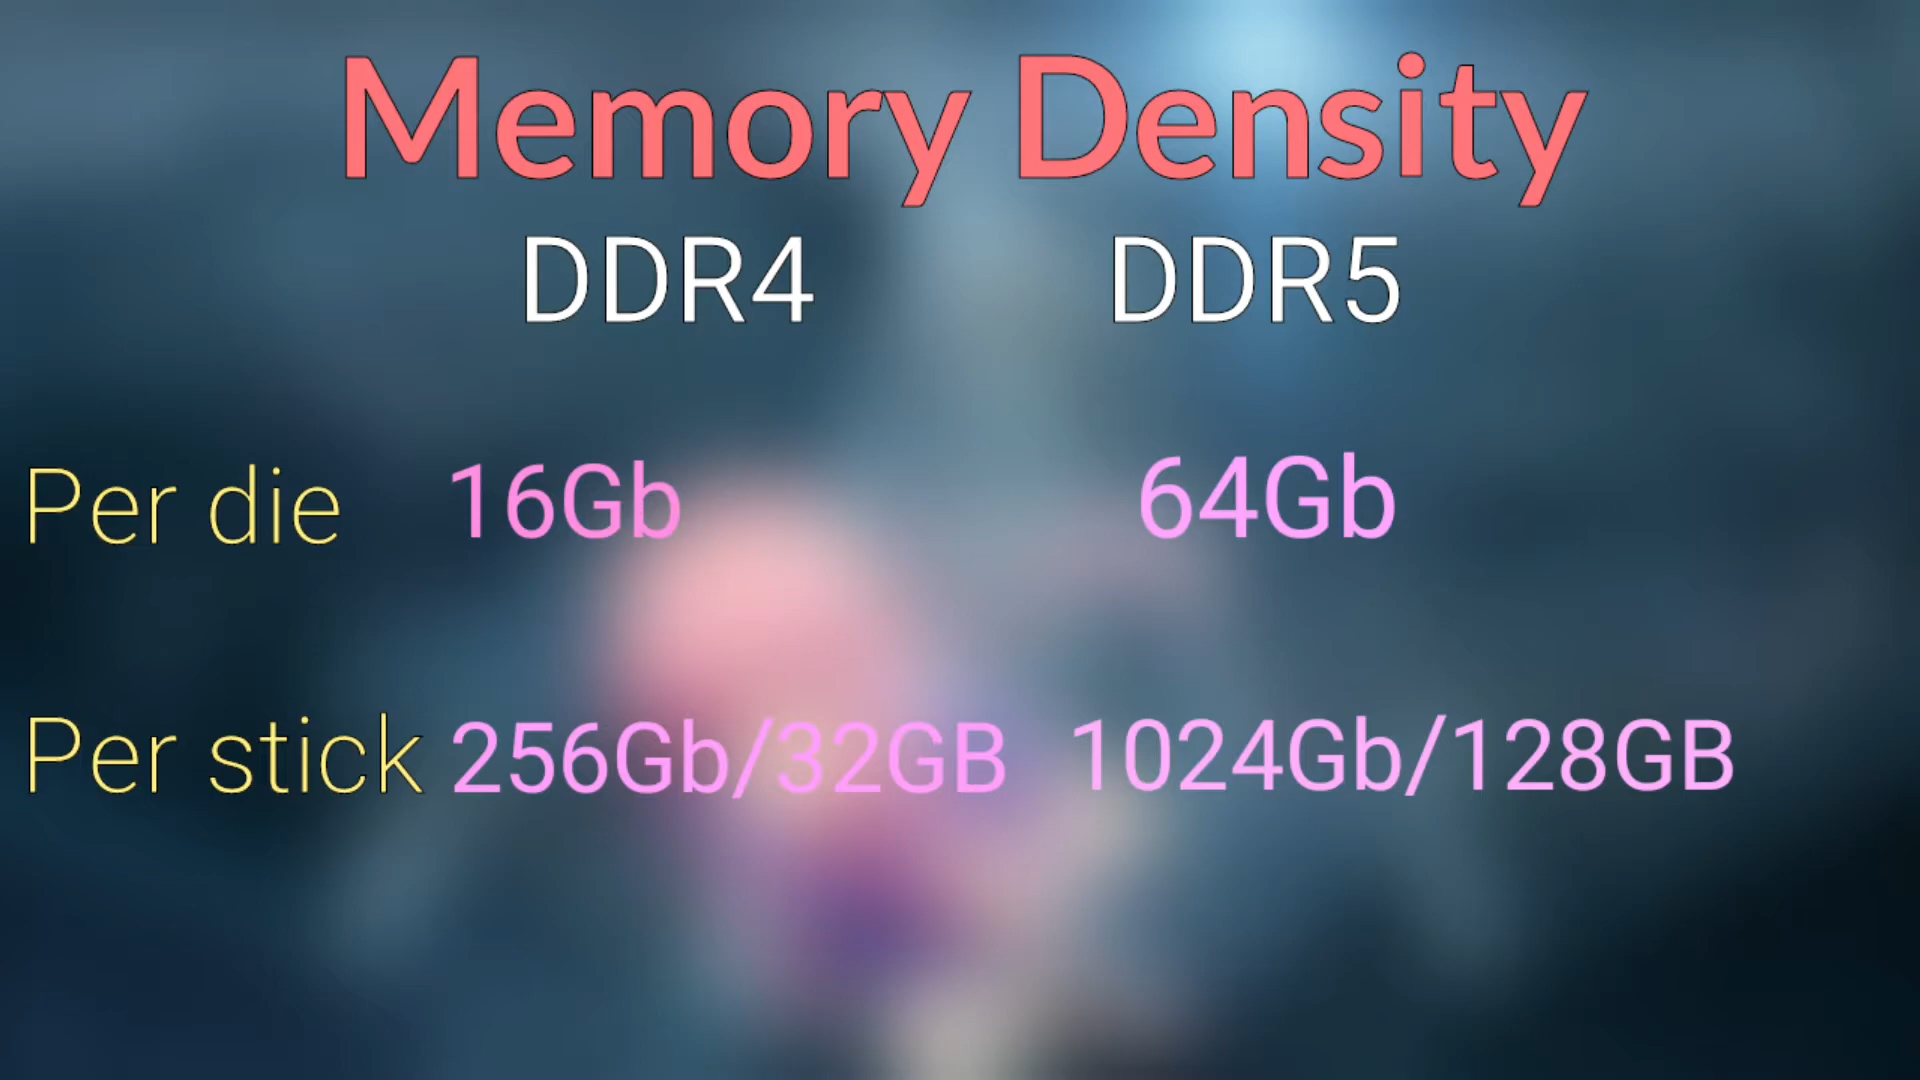 Memory Density
DDR4 DDR5
Per die 16Gb 64Gb
Per stick 256Gb/32GB 1024Gb/128GB